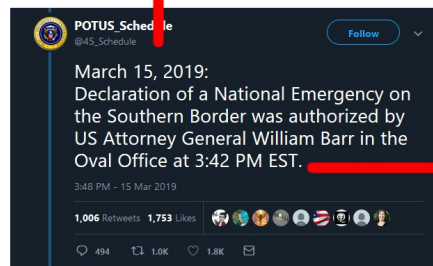 POTUS_Schedule
@45_Schedule
Follow
March 15, 2019:
Declaration of a National Emergency on
the Southern Border was authorized by
US Attorney General William Barr in the
Oval Office at 3:42 PM EST.
3:48 PM - 15 Mar 2019
1,006 Retweets 1,753 Likes
494 1.0K 1.8K